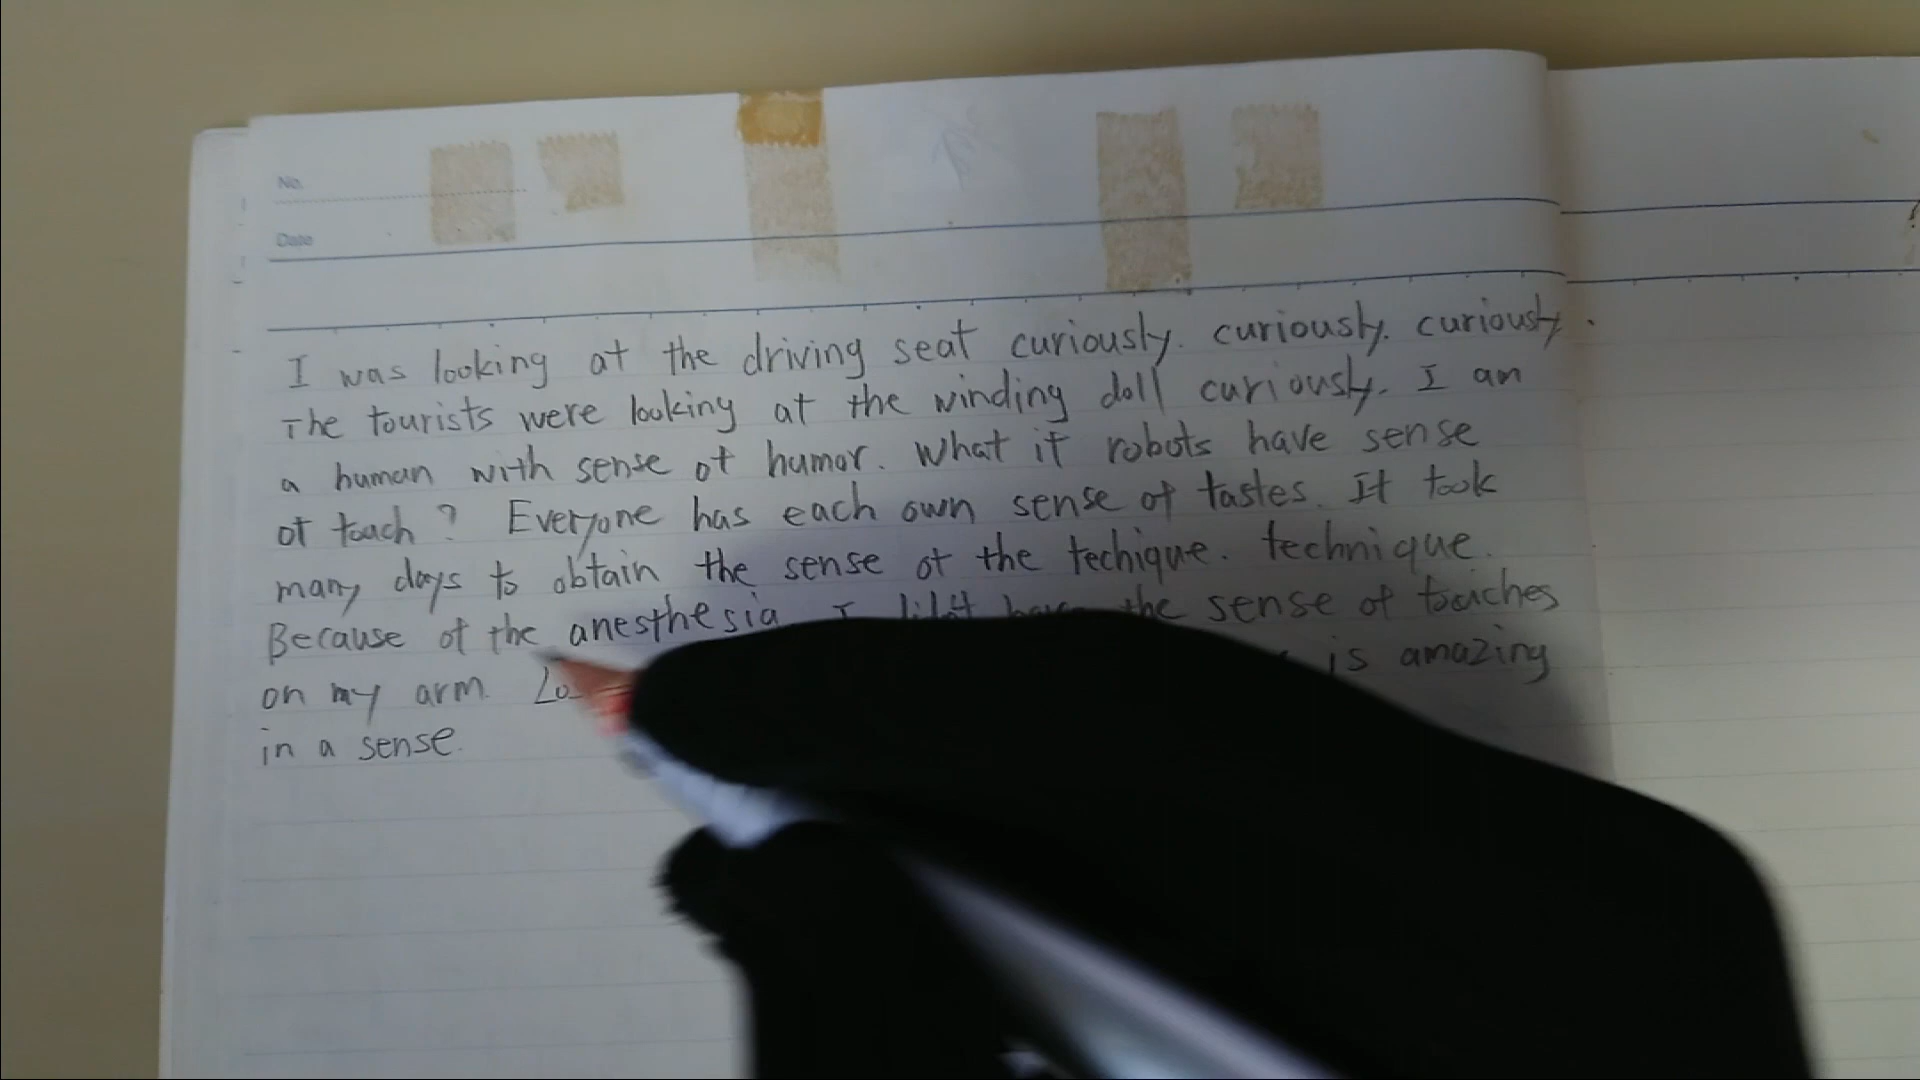 No.
Date
I was looking at the driving seat curiously. curiously. curiously.
The tourists were looking at the winding doll curiously. I am
a human with sense of humor. What if robots have sense
of touch? Everyone has each own sense of tastes. It took
many days to obtain the sense of the techique. technique.
Because of the anesthesia I the sense of touches
on my arm. is amazing
in a sense.